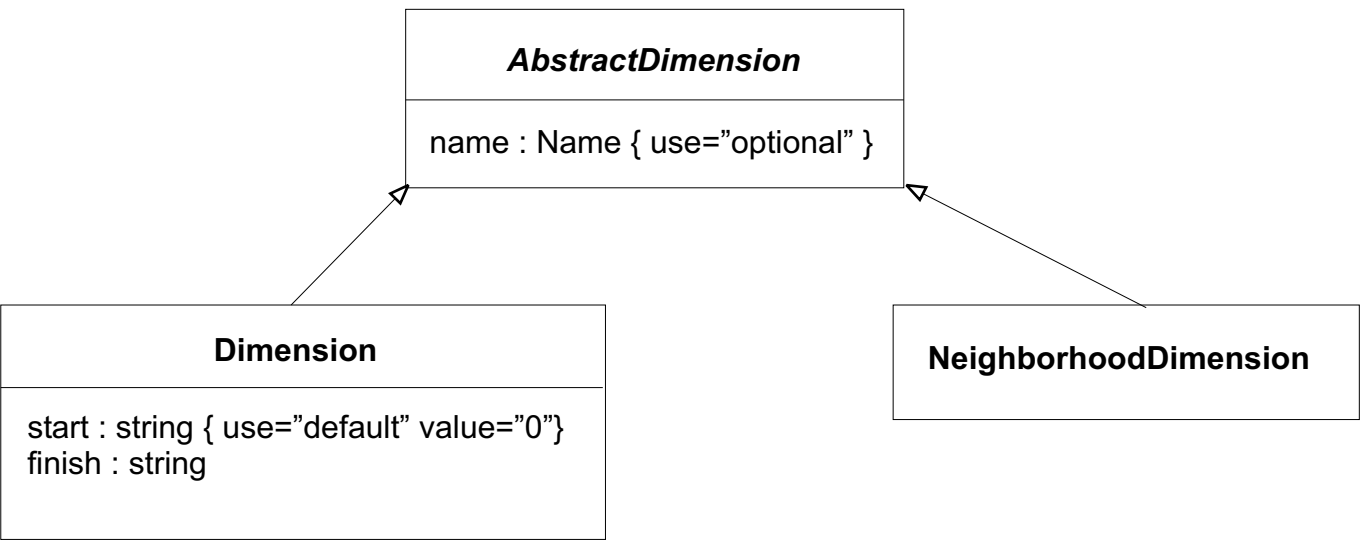 AbstractDimension
name : Name { use=”optional” }
Dimension
start : string { use=”default” value=”0”}
finish : string
NeighborhoodDimension